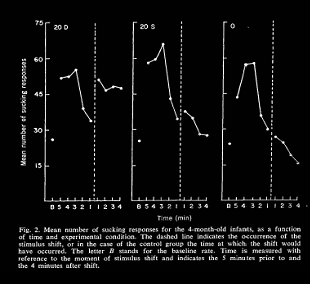 20 D
20 S
O
75
60
45
30
15
Mean number of sucking responses
B 5 4 3 2 1 1 2 3 4
B 5 4 3 2 1 1 2 3 4
B 5 4 3 2 1 1 2 3 4
Time (min)
Fig. 2. Mean number of sucking responses for the 4-month-old infants, as a function
of time and experimental condition. The dashed line indicates the occurrence of the
stimulus shift, or in the case of the control group the time at which the shift would
have occurred. The letter B stands for the baseline rate. Time is measured with
reference to the moment of stimulus shift and indicates the 5 minutes prior to and
the 4 minutes after shift.